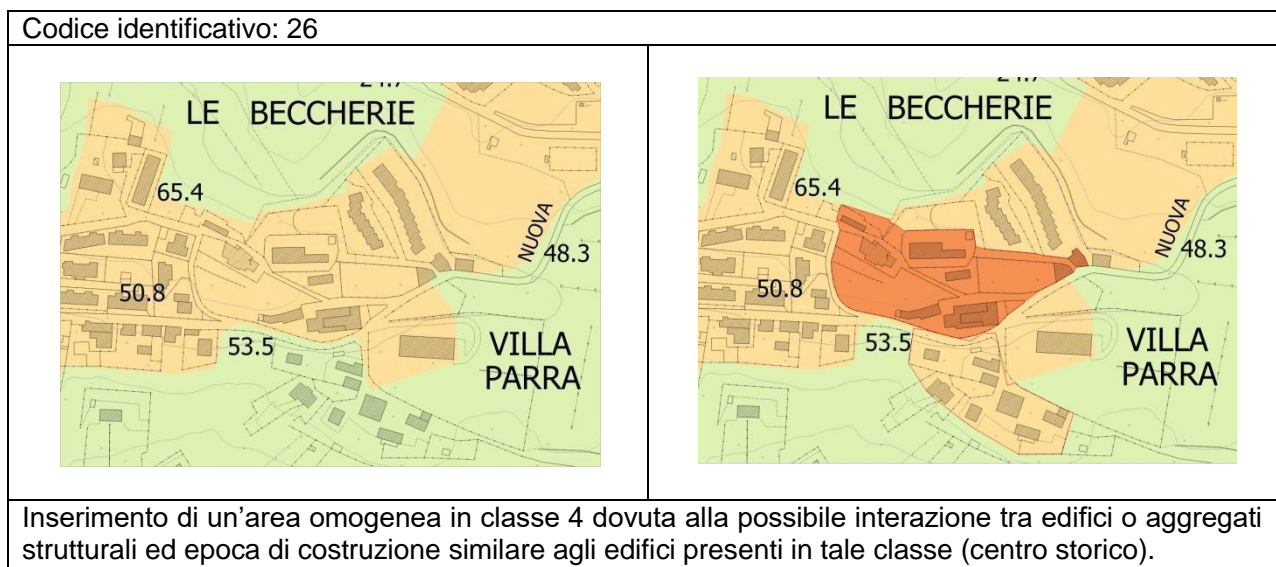 Codice identificativo: 26
LE BECCHERIE
65.4
NUOVA
48.3
50.8
53.5
VILLA
PARRA
LE BECCHERIE
65.4
NUOVA
48.3
50.8
53.5
VILLA
PARRA
Inserimento di un’area omogenea in classe 4 dovuta alla possibile interazione tra edifici o aggregati
strutturali ed epoca di costruzione similare agli edifici presenti in tale classe (centro storico).